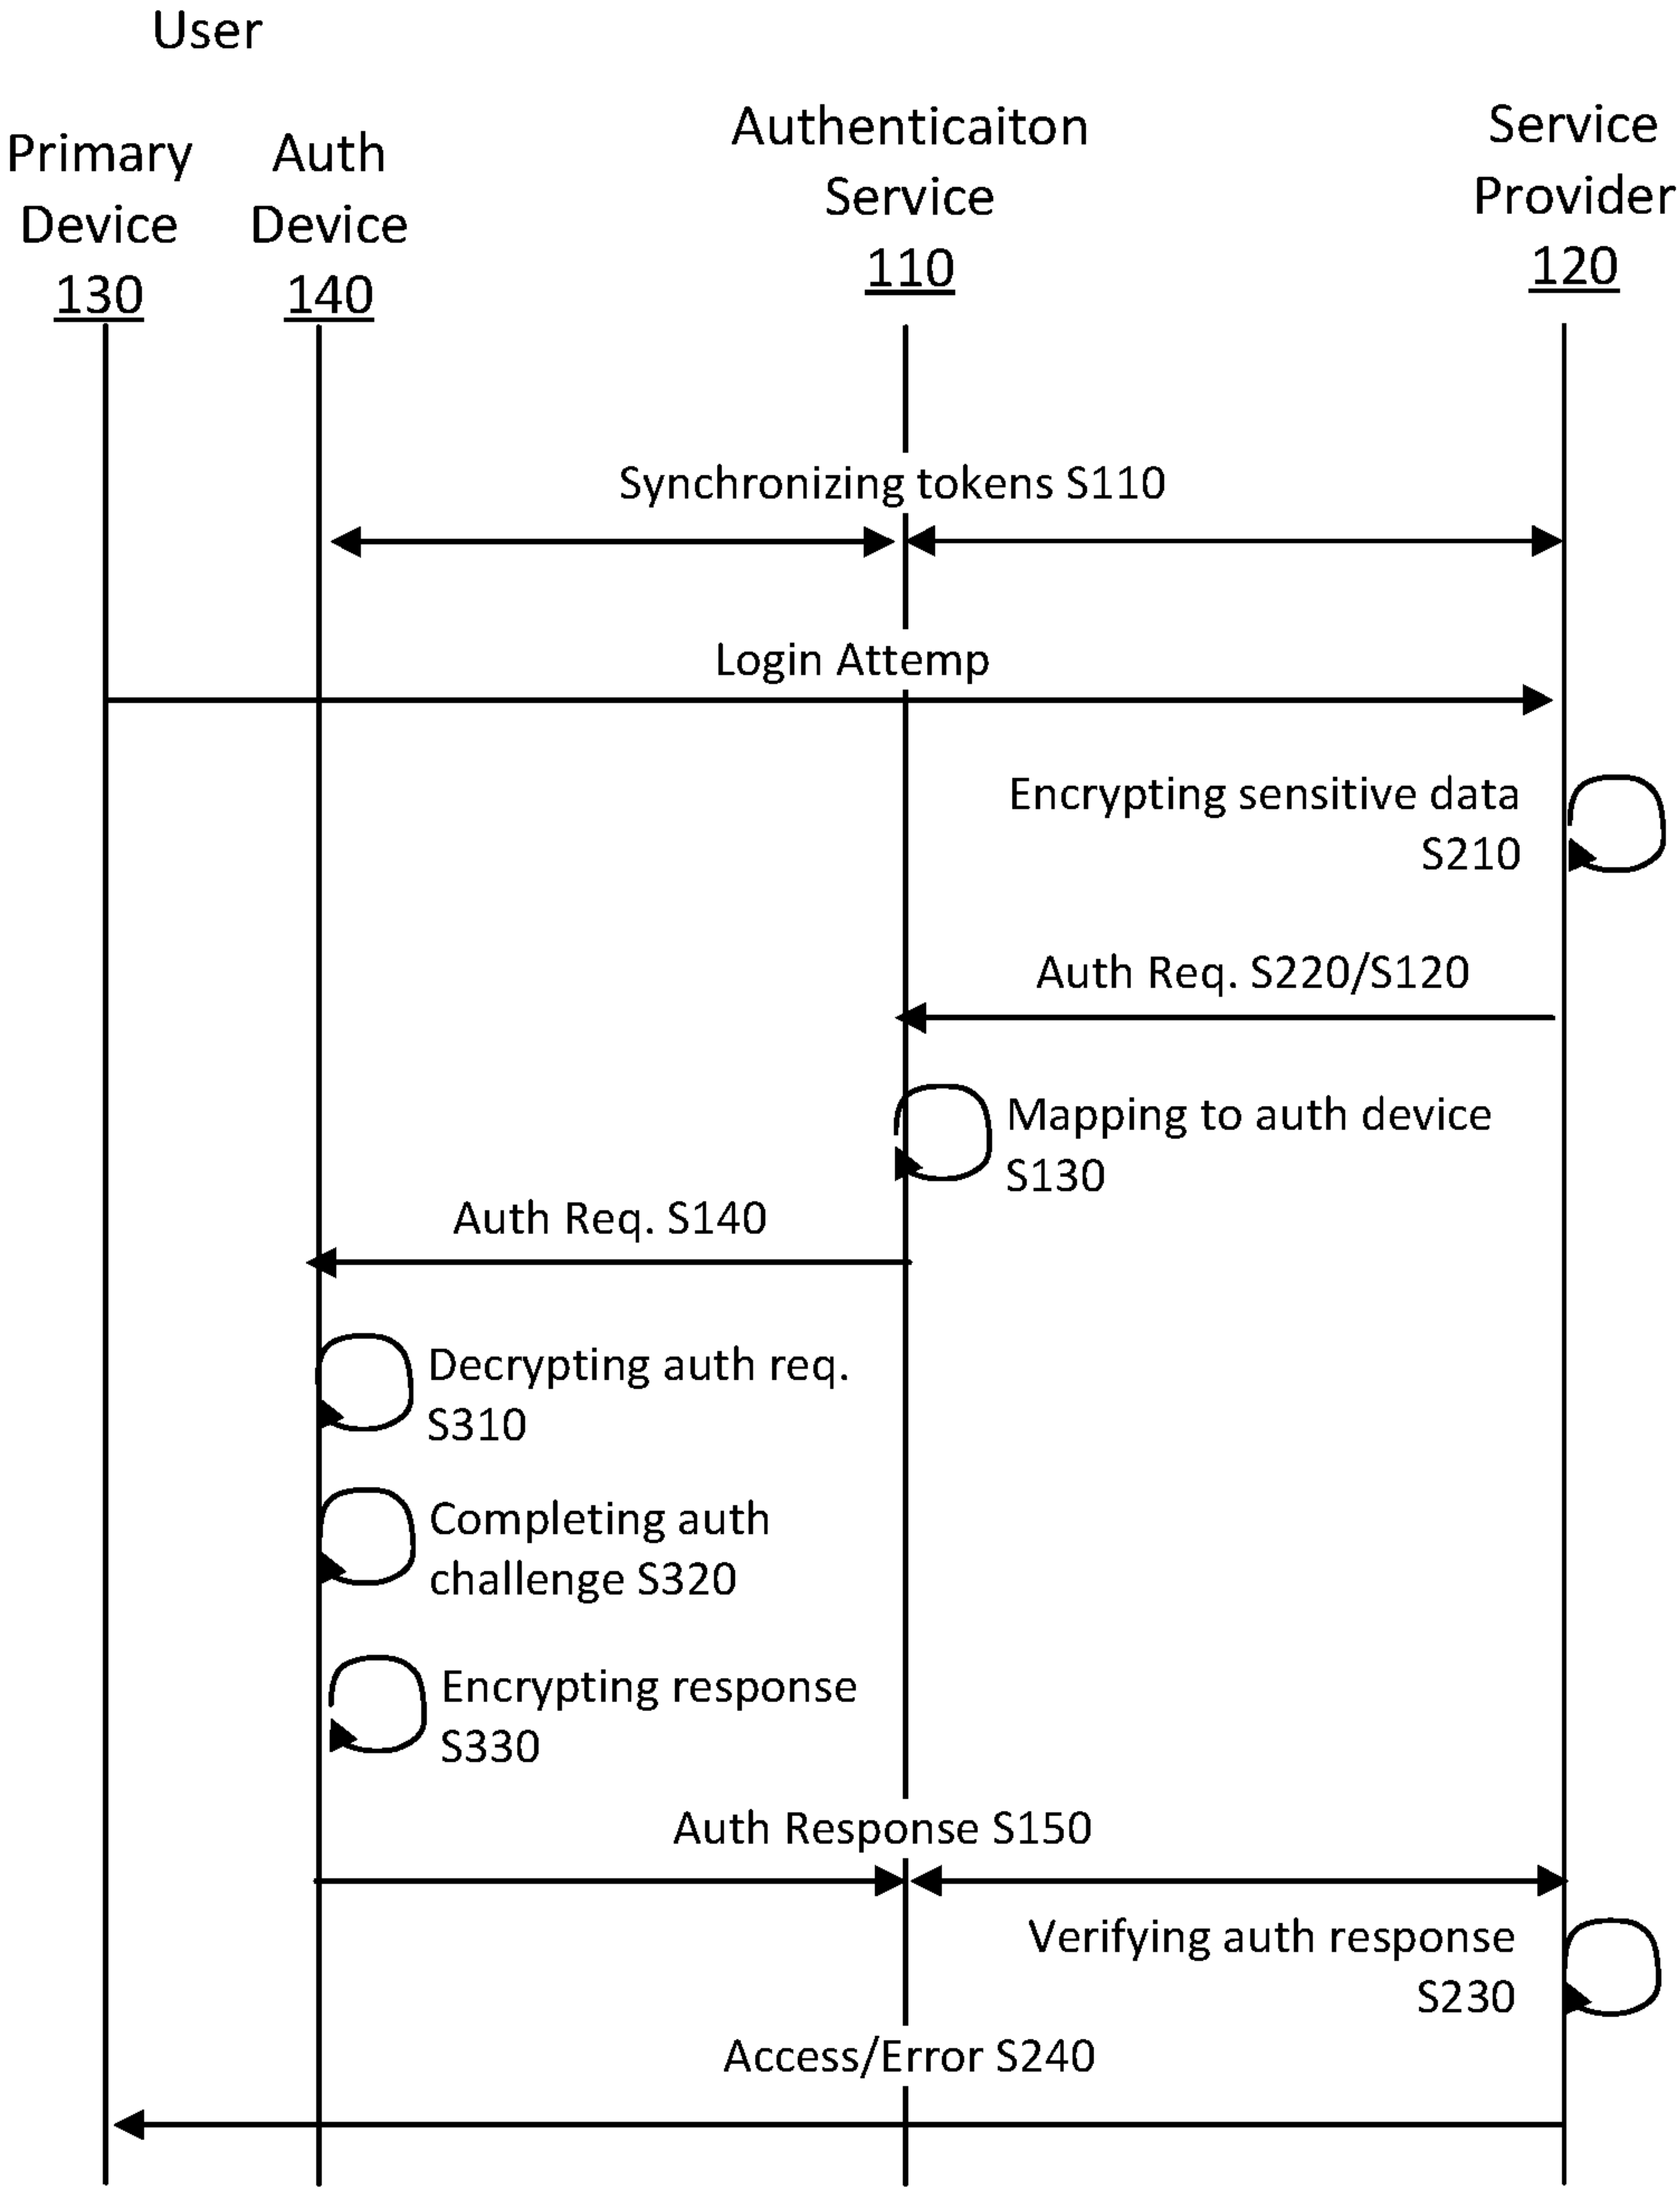 User
Primary
Device
130
Auth
Device
140
Authenticaiton
Service
110
Service
Provider
120
Synchronizing tokens S110
Login Attemp
Encrypting sensitive data
S210
Auth Req. S220/S120
Mapping to auth device
S130
Auth Req. S140
Decrypting auth req.
S310
Completing auth
challenge S320
Encrypting response
S330
Auth Response S150
Verifying auth response
S230
Access/Error S240